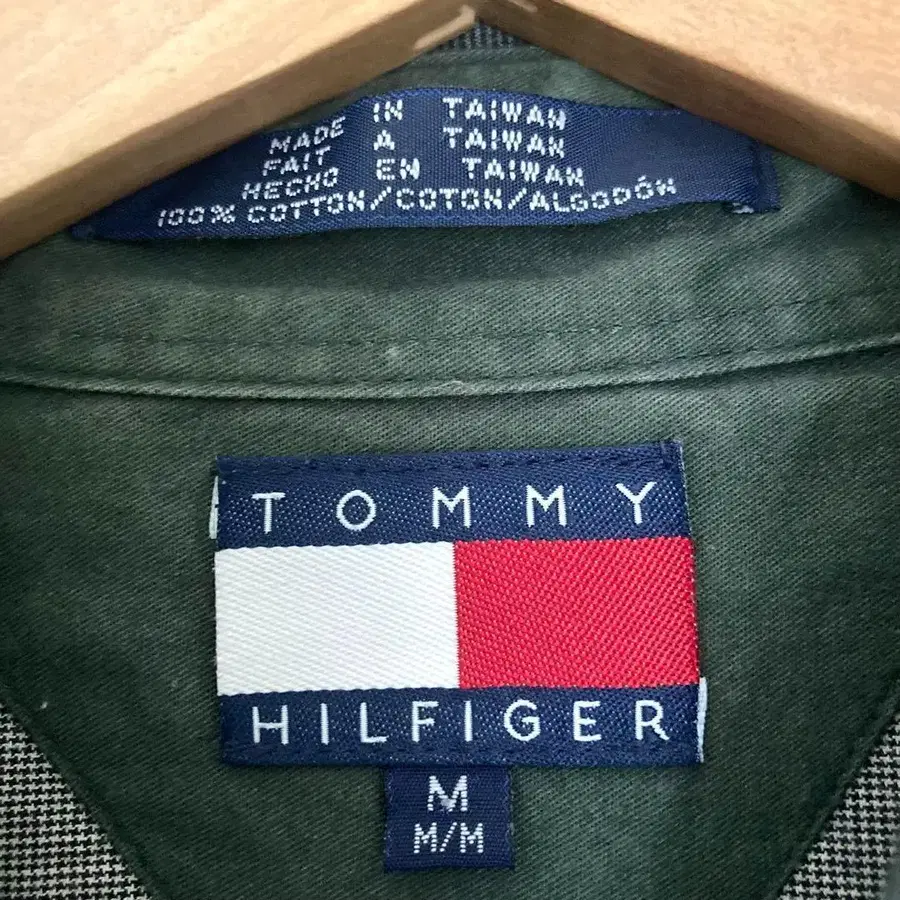 MADE IN TAIWAN
FAIT A TAIWAN
HECHO EN TAIWAN
100% COTTON/COTON/ALGODÓN
TOMMY
HILFIGER
M
M/M